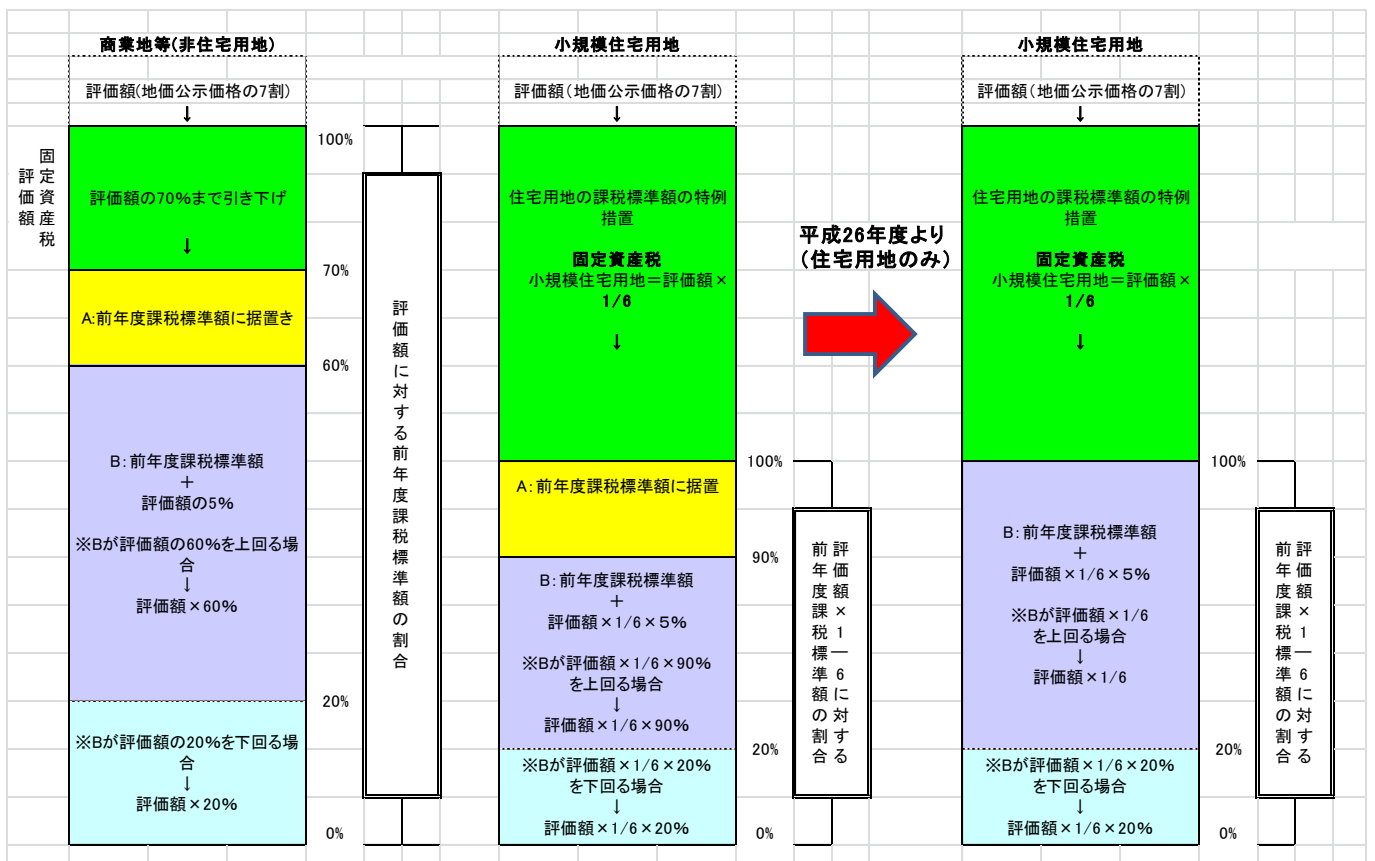 商業地等(非住宅用地)
評価額(地価公示価格の7割)
↓
固定資産税
評価額
評価額の70%まで引き下げ
↓
A:前年度課税標準額に据置き
B:前年度課税標準額
+
評価額の5%
※Bが評価額の60%を上回る場
合
↓
評価額×60%
※Bが評価額の20%を下回る場
合
↓
評価額×20%
100%
70%
60%
20%
0%
評価額に対する前年度課税標準額の割合
小規模住宅用地
評価額(地価公示価格の7割)
↓
住宅用地の課税標準額の特例
措置
固定資産税
小規模住宅用地=評価額×
1/6
↓
A:前年度課税標準額に据置
B:前年度課税標準額
+
評価額×1/6×5%
※Bが評価額×1/6×90%
を上回る場合
↓
評価額×1/6×90%
※Bが評価額×1/6×20%
を下回る場合
↓
評価額×1/6×20%
100%
90%
20%
0%
評価額×1―6に対する
前年度課税標準額の割合
平成26年度より
(住宅用地のみ)
小規模住宅用地
評価額(地価公示価格の7割)
↓
住宅用地の課税標準額の特例
措置
固定資産税
小規模住宅用地=評価額×
1/6
↓
B:前年度課税標準額
+
評価額×1/6×5%
※Bが評価額×1/6
を上回る場合
↓
評価額×1/6
※Bが評価額×1/6×20%
を下回る場合
↓
評価額×1/6×20%
100%
20%
0%
評価額×1―6に対する
前年度課税標準額の割合